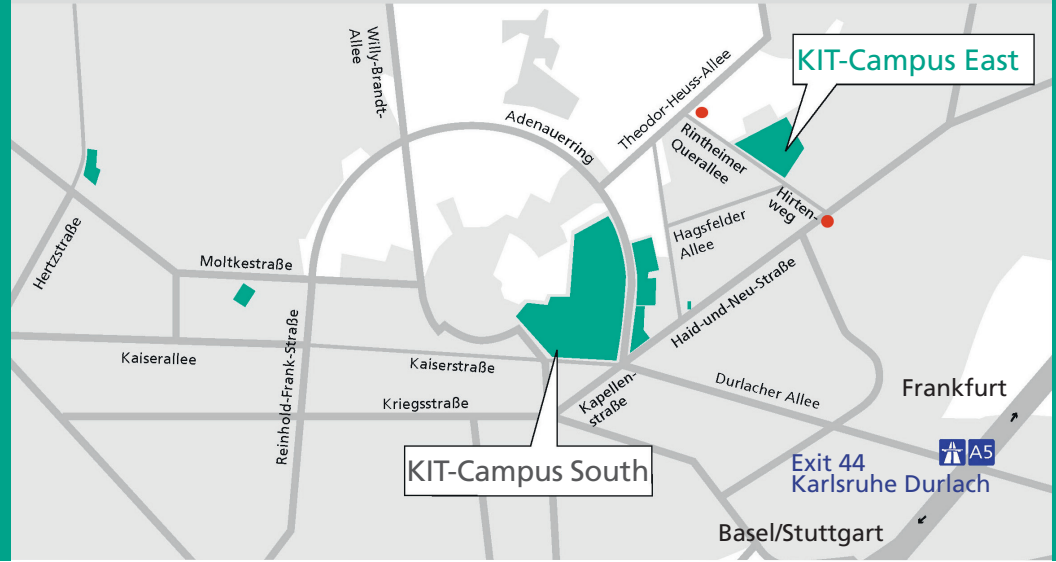 Willy-Brandt-
Allee
Theodor-Heuss-Allee
KIT-Campus East
Adenauerring
Rintheimer
Querallee
Hirten-
weg
Hagsfelder
Allee
Hertzstraße
Moltkestraße
Haid-und-Neu-Straße
Reinhold-Frank-Straße
Kaiserallee
Kaiserstraße
Kapellen-
straße
Durlacher Allee
Kriegsstraße
Frankfurt
KIT-Campus South
A5
Exit 44
Karlsruhe Durlach
Basel/Stuttgart